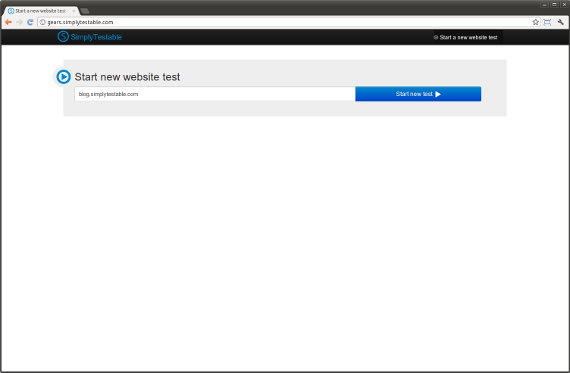 Start a new website test
gears.simplytestable.com
S SimplyTestable
Start a new website test
Start new website test
blog.simplytestable.com
Start new test